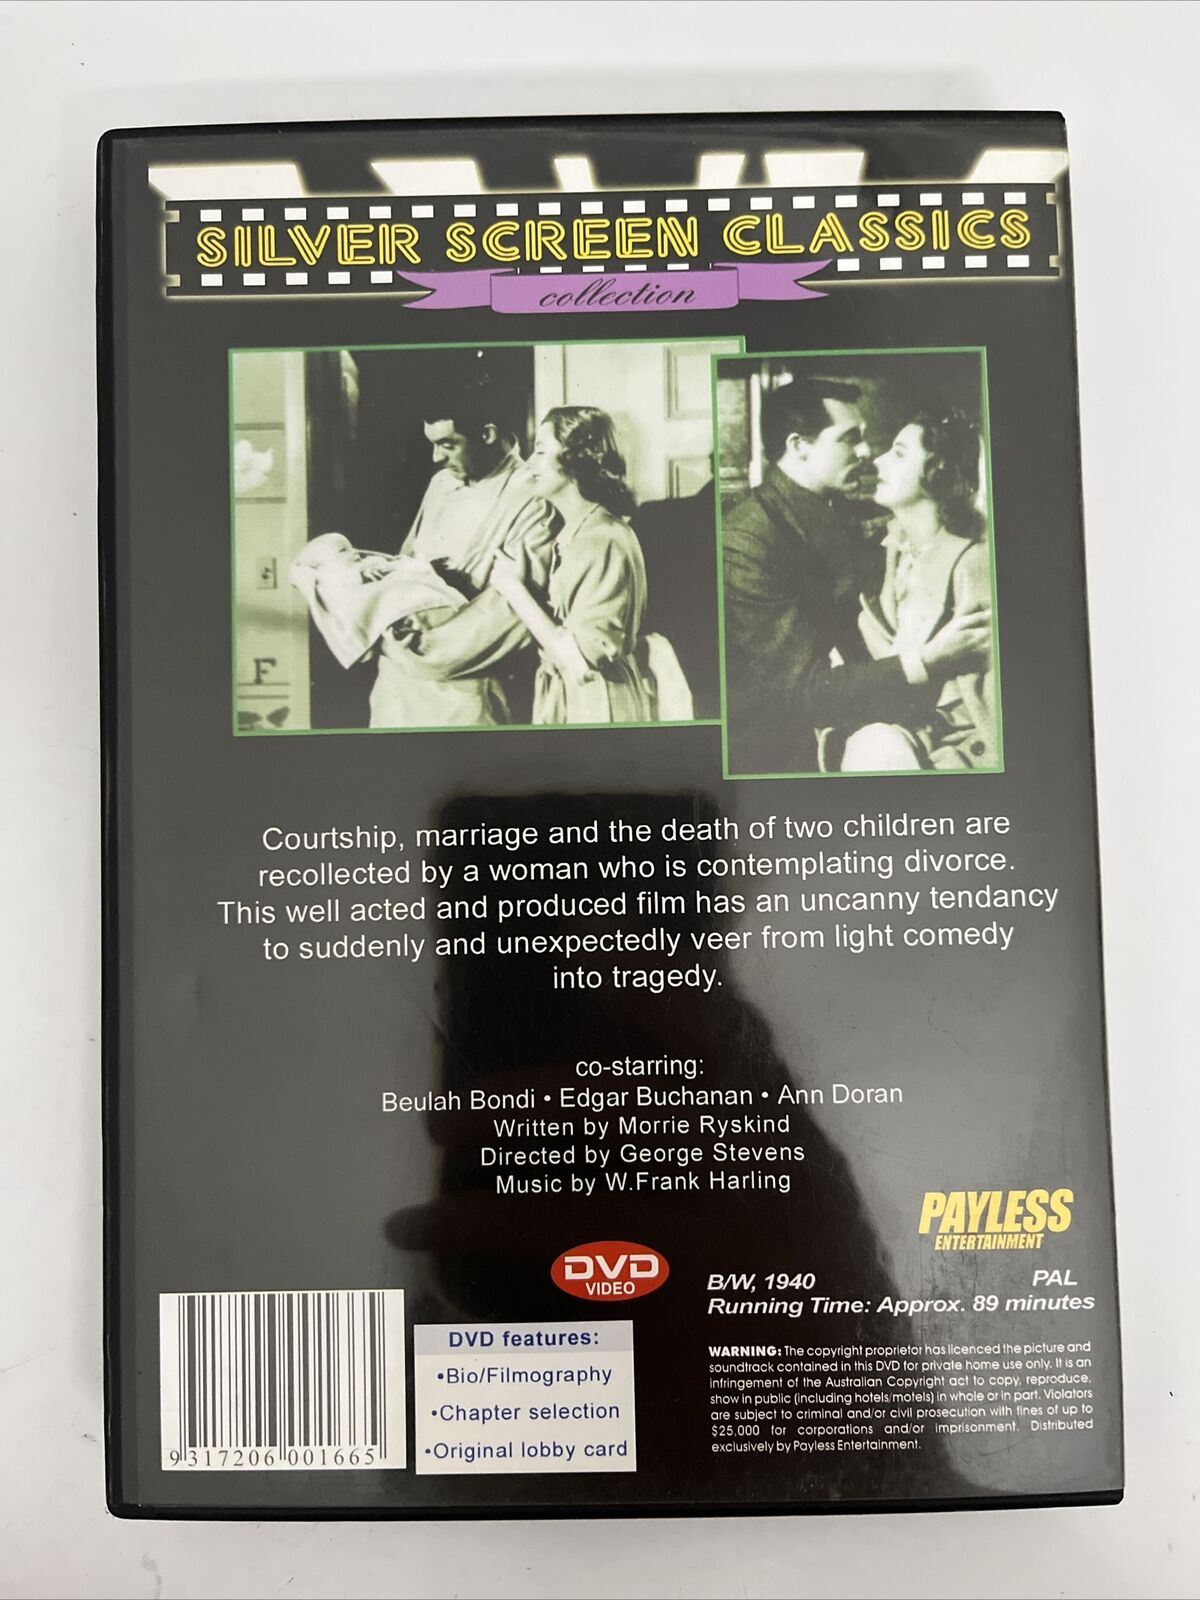 SILVER SCREEN CLASSICS
collection
F
Courtship, marriage and the death of two children are
recollected by a woman who is contemplating divorce.
This well acted and produced film has an uncanny tendancy
to suddenly and unexpectedly veer from light comedy
into tragedy.
co-starring:
Beulah Bondi • Edgar Buchanan • Ann Doran
Written by Morrie Ryskind
Directed by George Stevens
Music by W.Frank Harling
PAYLESS
ENTERTAINMENT
DVD
VIDEO
B/W, 1940 PAL
Running Time: Approx. 89 minutes
DVD features:
•Bio/Filmography
•Chapter selection
•Original lobby card
WARNING: The copyright proprietor has licenced the picture and
soundtrack contained in this DVD for private home use only. It is an
infringement of the Australian Copyright act to copy, reproduce,
show in public (including hotels/motels) in whole or in part. Violators
are subject to criminal and/or civil prosecution with fines of up to
$25,000 for corporations and/or imprisonment. Distributed
exclusively by Payless Entertainment.
9 317206 001665